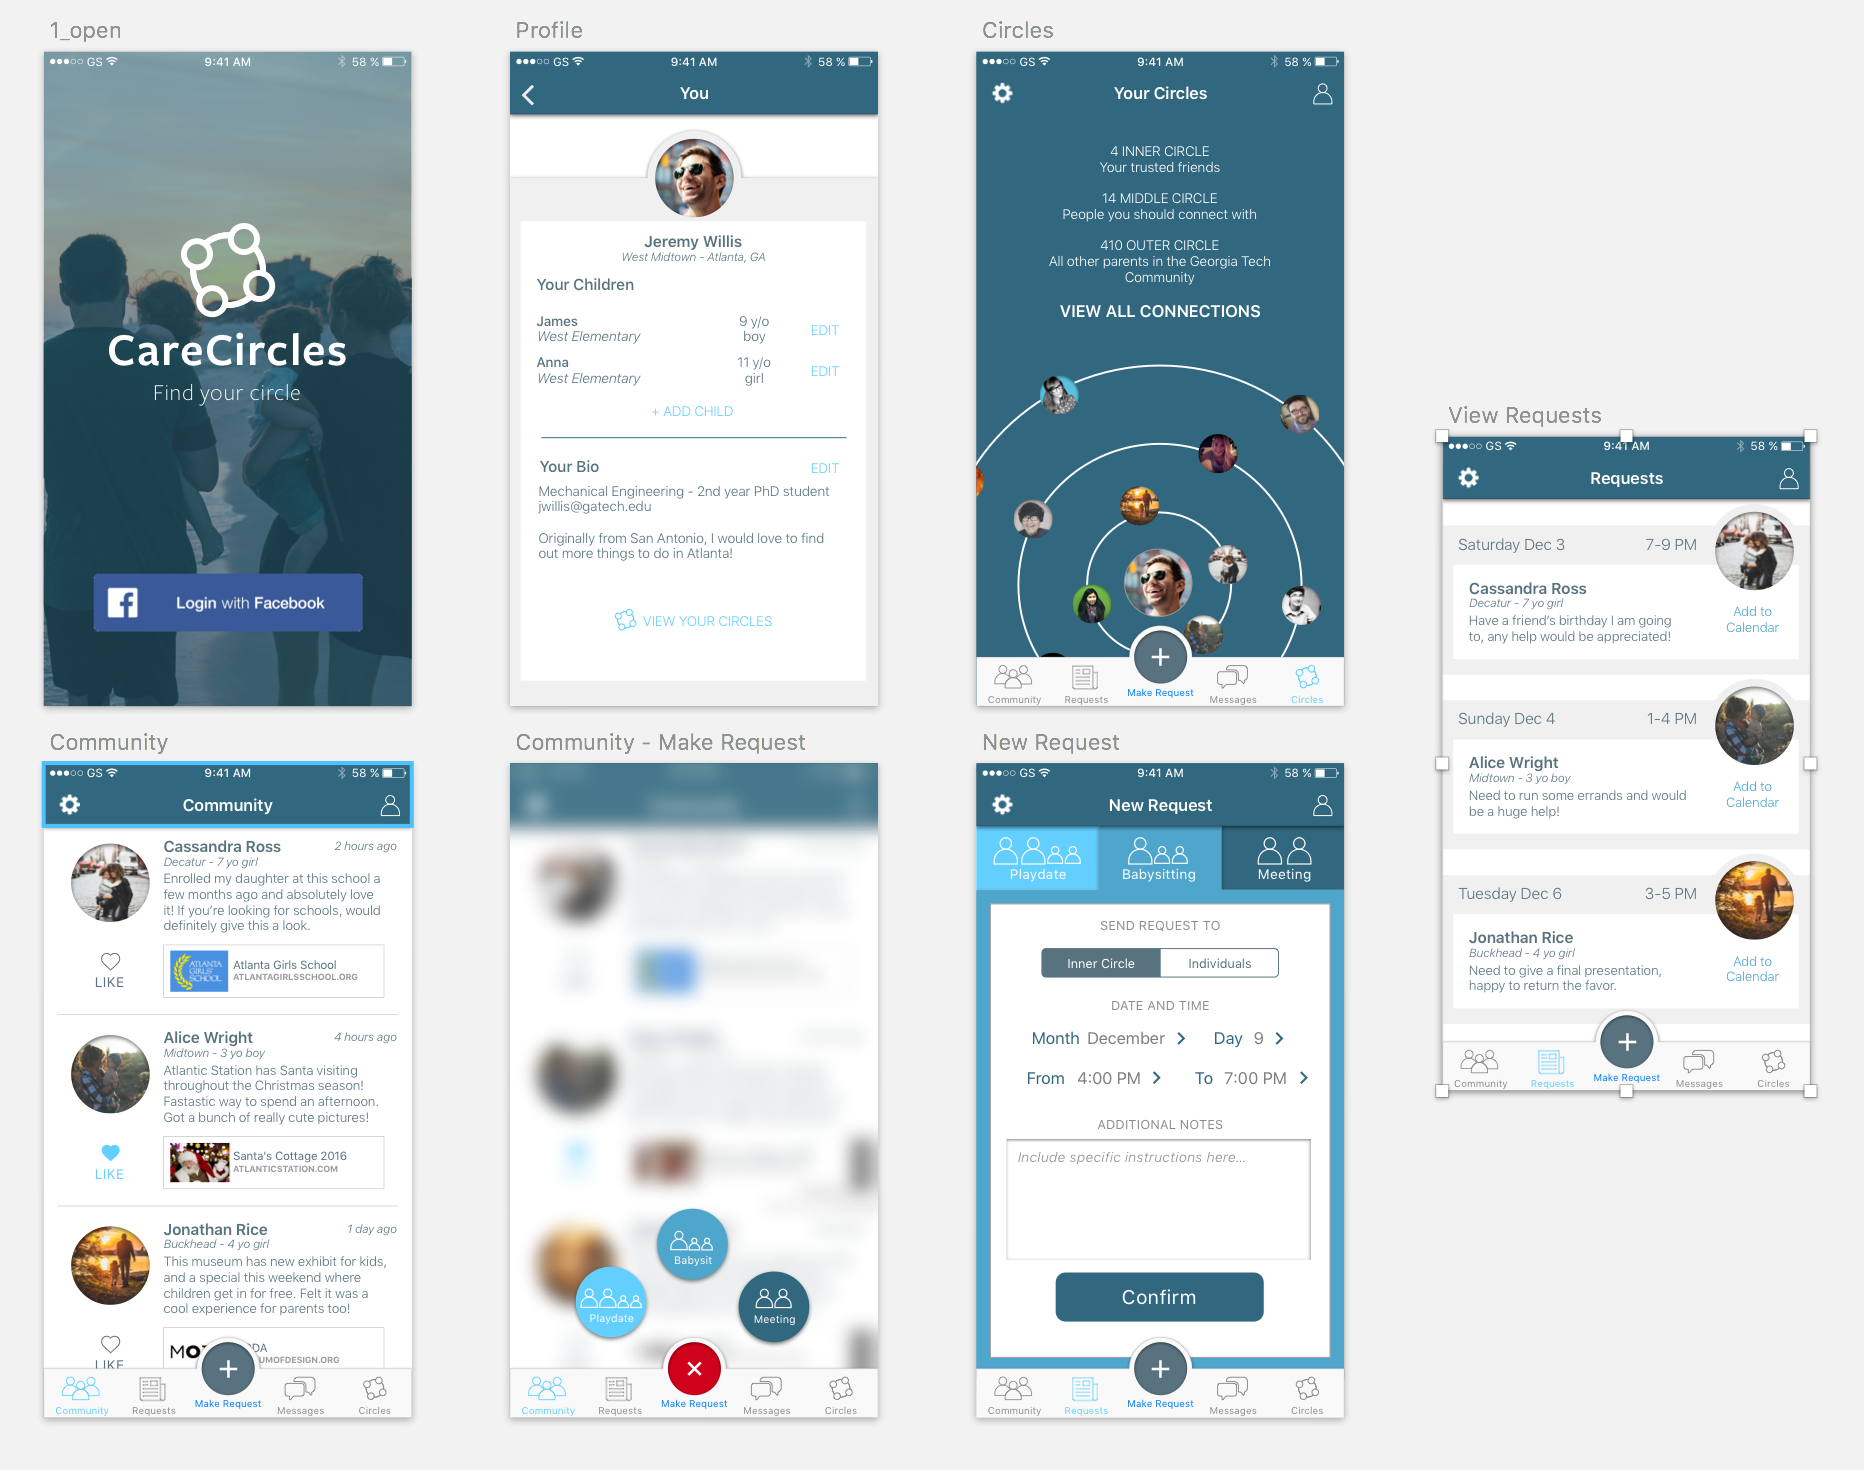 1_open
GS
9:41 AM
58 %
CareCircles
Find your circle
Login with Facebook
Profile
GS
9:41 AM
58 %
You
Jeremy Willis
West Midtown - Atlanta, GA
Your Children
James
9 y/o
EDIT
West Elementary
boy
Anna
11 y/o
EDIT
West Elementary
girl
+ ADD CHILD
Your Bio
EDIT
Mechanical Engineering - 2nd year PhD student
jwillis@gatech.edu
Originally from San Antonio, I would love to find
out more things to do in Atlanta!
VIEW YOUR CIRCLES
Circles
GS
9:41 AM
58 %
Your Circles
4 INNER CIRCLE
Your trusted friends
14 MIDDLE CIRCLE
People you should connect with
410 OUTER CIRCLE
All other parents in the Georgia Tech
Community
VIEW ALL CONNECTIONS
Community
Requests
Make Request
Messages
Circles
View Requests
GS
9:41 AM
58 %
Requests
Saturday Dec 3
7-9 PM
Cassandra Ross
Decatur - 7 yo girl
Have a friend's birthday I am going
to, any help would be appreciated!
Add to
Calendar
Sunday Dec 4
1-4 PM
Alice Wright
Midtown - 3 yo boy
Need to run some errands and would
be a huge help!
Add to
Calendar
Tuesday Dec 6
3-5 PM
Jonathan Rice
Buckhead - 4 yo girl
Need to give a final presentation,
happy to return the favor.
Add to
Calendar
Community
Requests
Make Request
Messages
Circles
Community
GS
9:41 AM
58 %
Community
Cassandra Ross
2 hours ago
Decatur - 7 yo girl
Enrolled my daughter at this school a
few months ago and absolutely love
it! If you're looking for schools, would
definitely give this a look.
LIKE
ATLANTA
GIRLS'
SCHOOL
Atlanta Girls School
ATLANTAGIRLSSCHOOL.ORG
Alice Wright
4 hours ago
Midtown - 3 yo boy
Atlantic Station has Santa visiting
throughout the Christmas season!
Fastastic way to spend an afternoon.
Got a bunch of really cute pictures!
LIKE
Santa's Cottage 2016
ATLANTICSTATION.COM
Jonathan Rice
1 day ago
Buckhead - 4 yo girl
This museum has new exhibit for kids,
and a special this weekend where
children get in for free. Felt it was a
cool experience for parents too!
LIKE
Community
Requests
Make Request
Messages
Circles
Community - Make Request
Babysit
Playdate
Meeting
Community
Requests
Make Request
Messages
Circles
New Request
GS
9:41 AM
58 %
New Request
Playdate
Babysitting
Meeting
SEND REQUEST TO
Inner Circle
Individuals
DATE AND TIME
Month December
Day 9
From 4:00 PM
To 7:00 PM
ADDITIONAL NOTES
Include specific instructions here...
Confirm
Community
Requests
Make Request
Messages
Circles